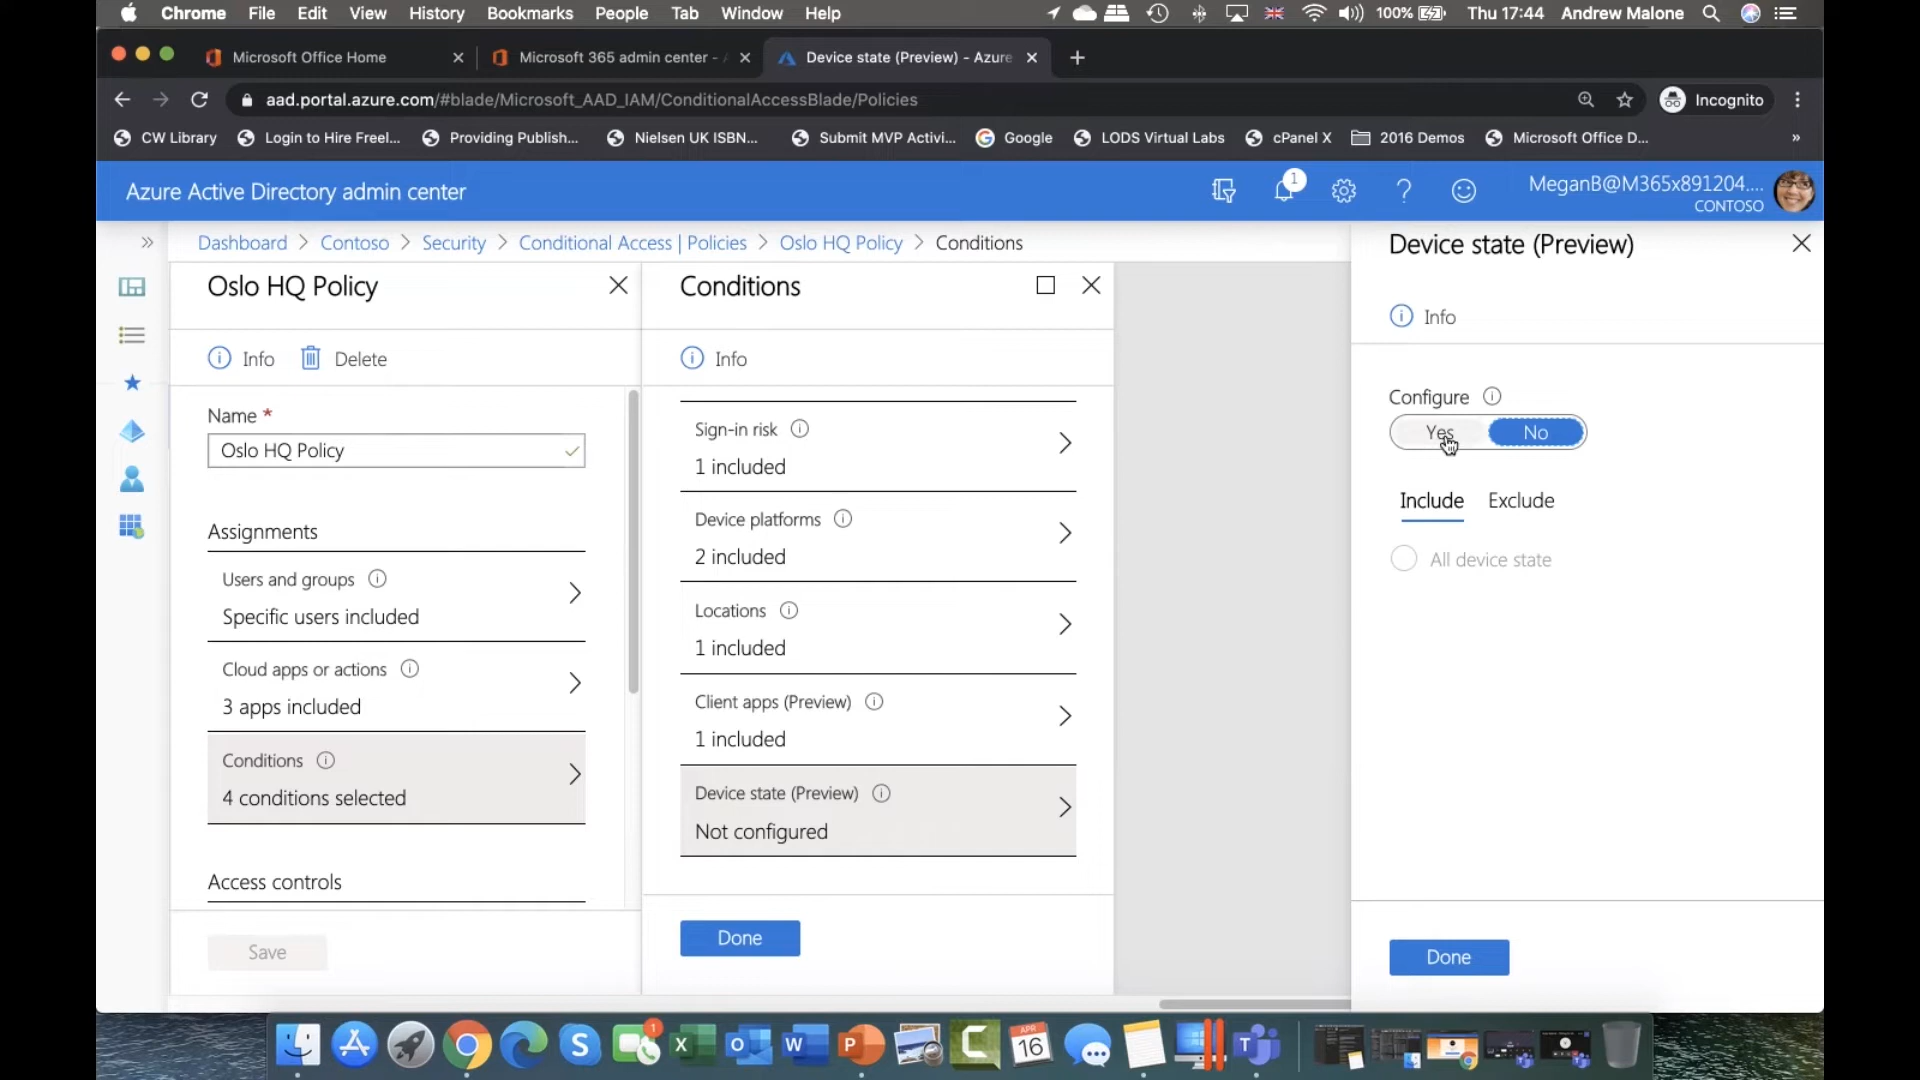 Chrome File Edit View History Bookmarks People Tab Window Help
100% Thu 17:44 Andrew Malone
Microsoft Office Home
Microsoft 365 admin center -
Device state (Preview) - Azure
aad.portal.azure.com/#blade/Microsoft_AAD_IAM/ConditionalAccessBlade/Policies
Incognito
CW Library
Login to Hire Freel...
Providing Publish...
Nielsen UK ISBN...
Submit MVP Activi...
Google
LODS Virtual Labs
cPanel X
2016 Demos
Microsoft Office D...
»
Azure Active Directory admin center
1
MeganB@M365x891204....
CONTOSO
Dashboard > Contoso > Security > Conditional Access | Policies > Oslo HQ Policy > Conditions
Oslo HQ Policy
Info Delete
Name *
Oslo HQ Policy
Assignments
Users and groups
Specific users included
Cloud apps or actions
3 apps included
Conditions
4 conditions selected
Access controls
Save
Conditions
Info
Sign-in risk
1 included
Device platforms
2 included
Locations
1 included
Client apps (Preview)
1 included
Device state (Preview)
Not configured
Done
Device state (Preview)
Info
Configure
Yes No
Include Exclude
All device state
Done
1
APR
16